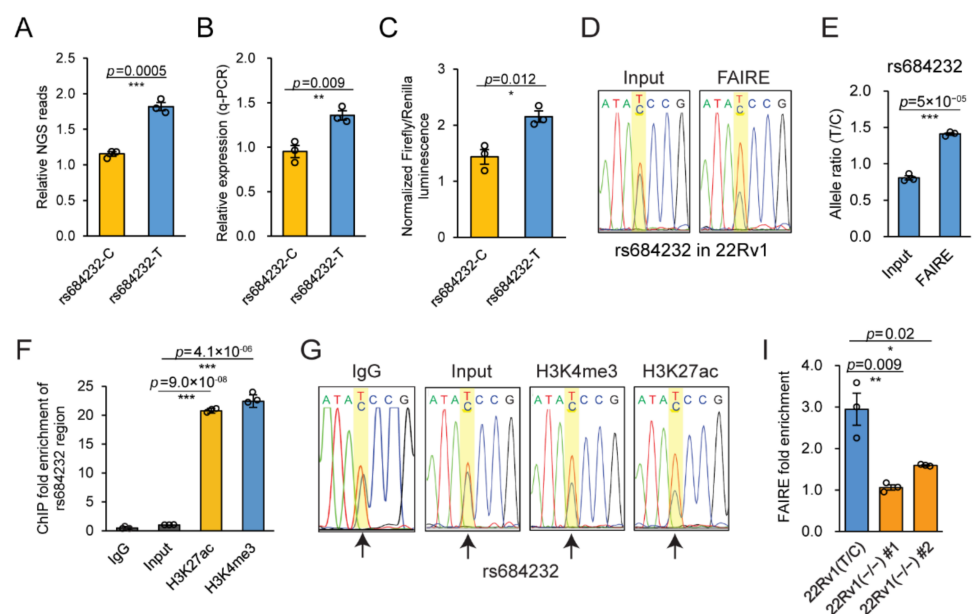 A
Relative NGS reads
2.5
2.0
1.5
1.0
0.5
0.0
p=0.0005
***
rs684232-C
rs684232-T
B
Relative expression (q-PCR)
2.0
1.5
1.0
0.5
0.0
p=0.009
**
rs684232-C
rs684232-T
C
Normalized Firefly/Renilla
luminescence
3
2
1
0
p=0.012
*
rs684232-C
rs684232-T
D
Input
FAIRE
A T A T C C G
C
A T A T C C G
C
rs684232 in 22Rv1
E
rs684232
p=5×10⁻⁰⁵
***
Allele ratio (T/C)
2.0
1.5
1.0
0.5
0.0
Input
FAIRE
F
ChIP fold enrichment of
rs684232 region
25
20
15
10
5
0
p=4.1×10⁻⁰⁶
***
p=9.0×10⁻⁰⁸
***
IgG
Input
H3K27ac
H3K4me3
G
IgG
Input
H3K4me3
H3K27ac
A T A T C C G
C
A T A T C C G
C
A T A T C C G
C
A T A T C C G
C
rs684232
I
FAIRE fold enrichment
4.0
3.0
2.0
1.0
0.0
p=0.02
*
p=0.009
**
22Rv1(T/C)
22Rv1(−/−) #1
22Rv1(−/−) #2